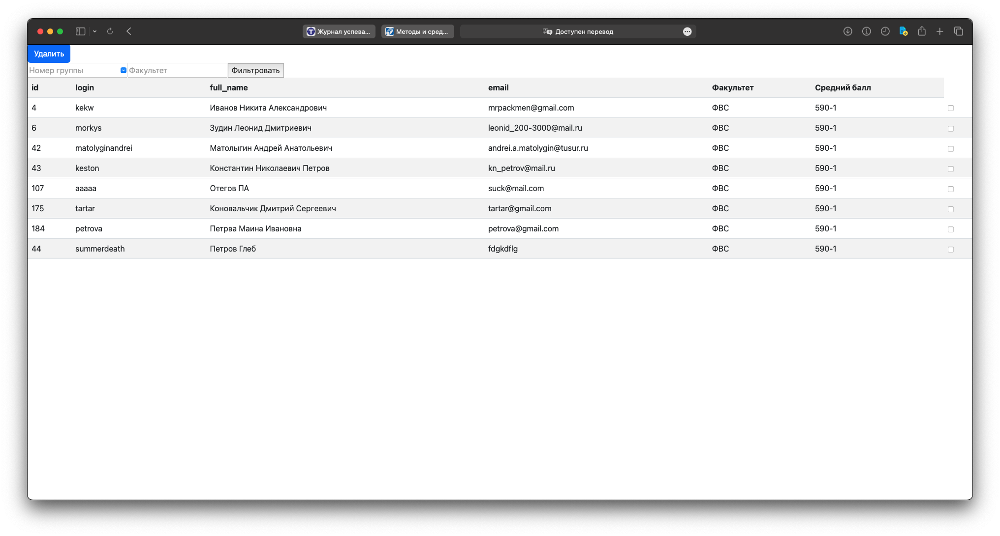 Журнал успева... Методы и сред... Доступен перевод
Удалить
Номер группы Факультет Фильтровать
id login full_name email Факультет Средний балл
4 kekw Иванов Никита Александрович mrpackmen@gmail.com ФВС 590-1
6 morkys Зудин Леонид Дмитриевич leonid_200-3000@mail.ru ФВС 590-1
42 matolyginandrei Матолыгин Андрей Анатольевич andrei.a.matolygin@tusur.ru ФВС 590-1
43 keston Константин Николаевич Петров kn_petrov@mail.ru ФВС 590-1
107 aaaaa Отегов ПА suck@mail.com ФВС 590-1
175 tartar Коновальчик Дмитрий Сергеевич tartar@gmail.com ФВС 590-1
184 petrova Петрва Маина Ивановна petrova@gmail.com ФВС 590-1
44 summerdeath Петров Глеб fdgkdflg ФВС 590-1